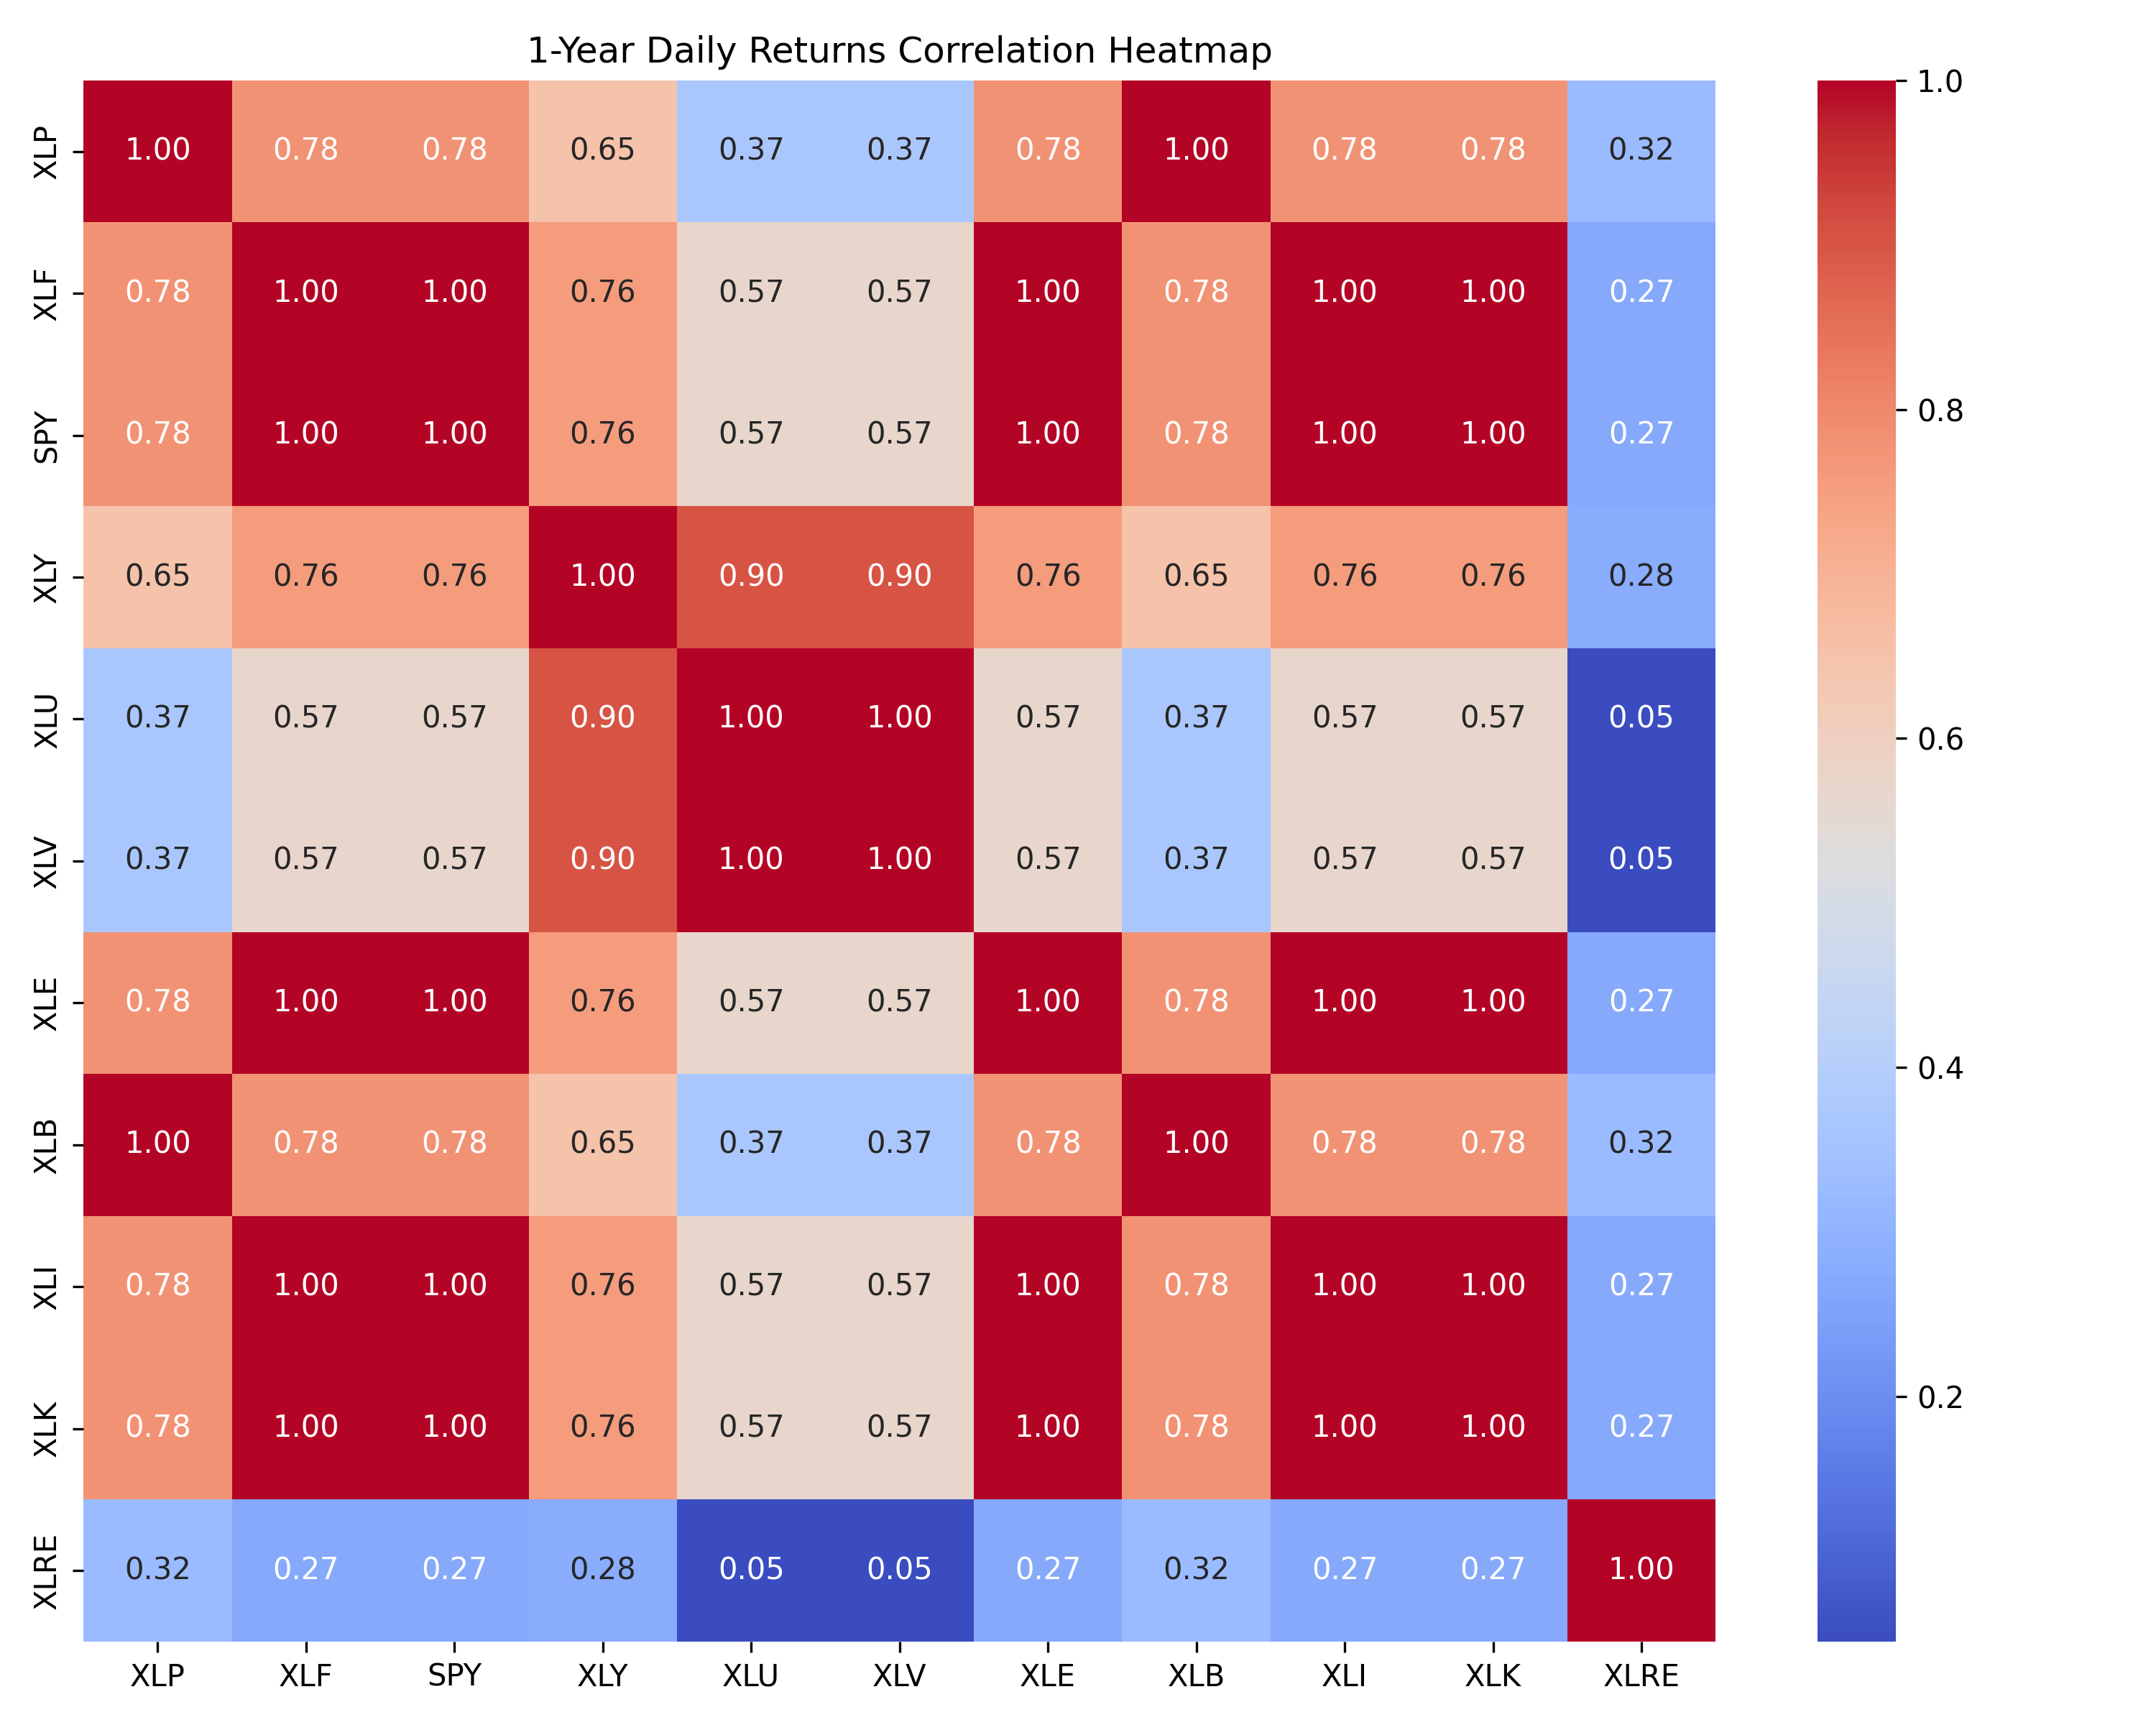 1-Year Daily Returns Correlation Heatmap
XLP 1.00 0.78 0.78 0.65 0.37 0.37 0.78 1.00 0.78 0.78 0.32
XLF 0.78 1.00 1.00 0.76 0.57 0.57 1.00 0.78 1.00 1.00 0.27
SPY 0.78 1.00 1.00 0.76 0.57 0.57 1.00 0.78 1.00 1.00 0.27
XLY 0.65 0.76 0.76 1.00 0.90 0.90 0.76 0.65 0.76 0.76 0.28
XLU 0.37 0.57 0.57 0.90 1.00 1.00 0.57 0.37 0.57 0.57 0.05
XLV 0.37 0.57 0.57 0.90 1.00 1.00 0.57 0.37 0.57 0.57 0.05
XLE 0.78 1.00 1.00 0.76 0.57 0.57 1.00 0.78 1.00 1.00 0.27
XLB 1.00 0.78 0.78 0.65 0.37 0.37 0.78 1.00 0.78 0.78 0.32
XLI 0.78 1.00 1.00 0.76 0.57 0.57 1.00 0.78 1.00 1.00 0.27
XLK 0.78 1.00 1.00 0.76 0.57 0.57 1.00 0.78 1.00 1.00 0.27
XLRE 0.32 0.27 0.27 0.28 0.05 0.05 0.27 0.32 0.27 0.27 1.00
XLP XLF SPY XLY XLU XLV XLE XLB XLI XLK XLRE
1.0
0.8
0.6
0.4
0.2